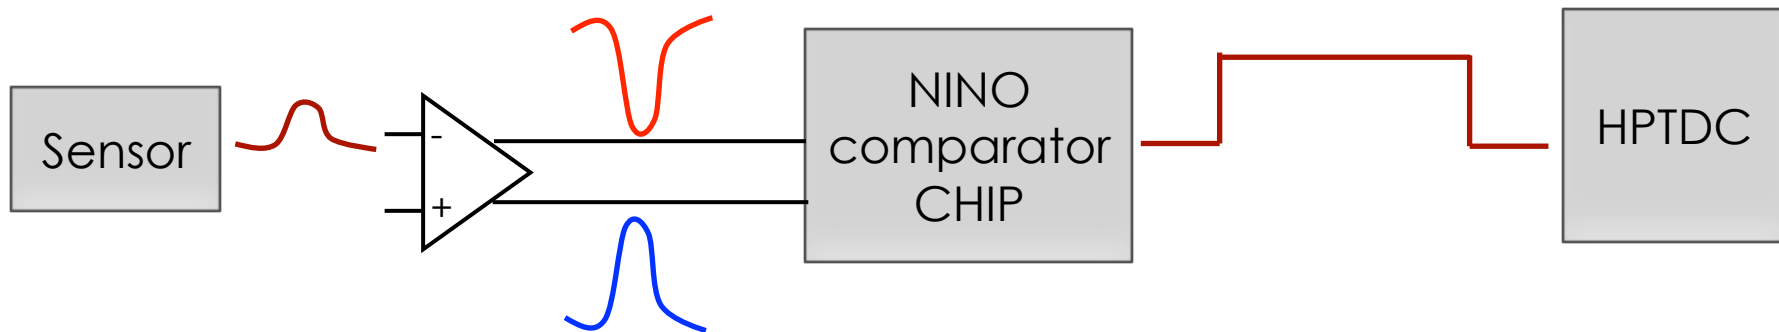 Sensor
-
+
NINO
comparator
CHIP
HPTDC